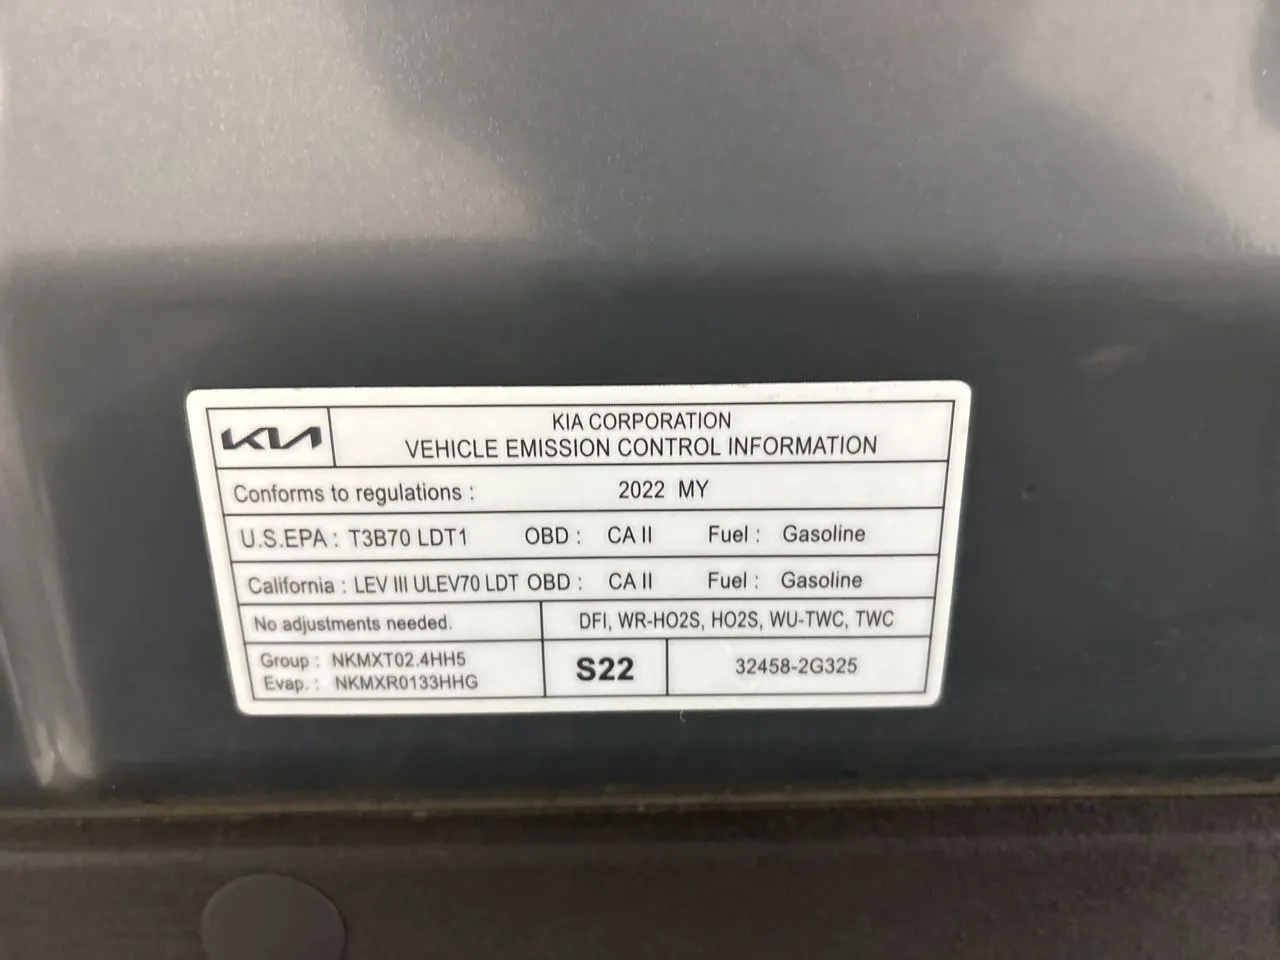 KIA
KIA CORPORATION
VEHICLE EMISSION CONTROL INFORMATION
Conforms to regulations : 2022 MY
U.S.EPA : T3B70 LDT1 OBD : CA II Fuel : Gasoline
California : LEV III ULEV70 LDT OBD : CA II Fuel : Gasoline
No adjustments needed. DFI, WR-HO2S, HO2S, WU-TWC, TWC
Group : NKMXT02.4HH5
Evap. : NKMXR0133HHG
S22 32458-2G325